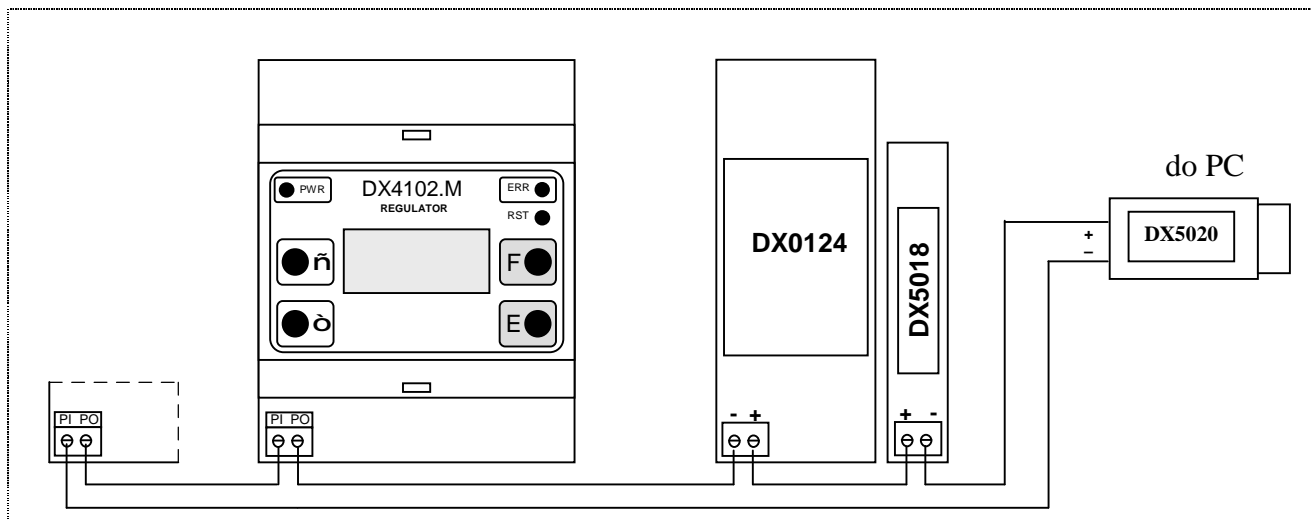 PWR
DX4102.M
REGULATOR
ERR
RST
ñ
F
ò
E
PI PO
PI PO
DX0124
- +
DX5018
+ -
do PC
+
–
DX5020